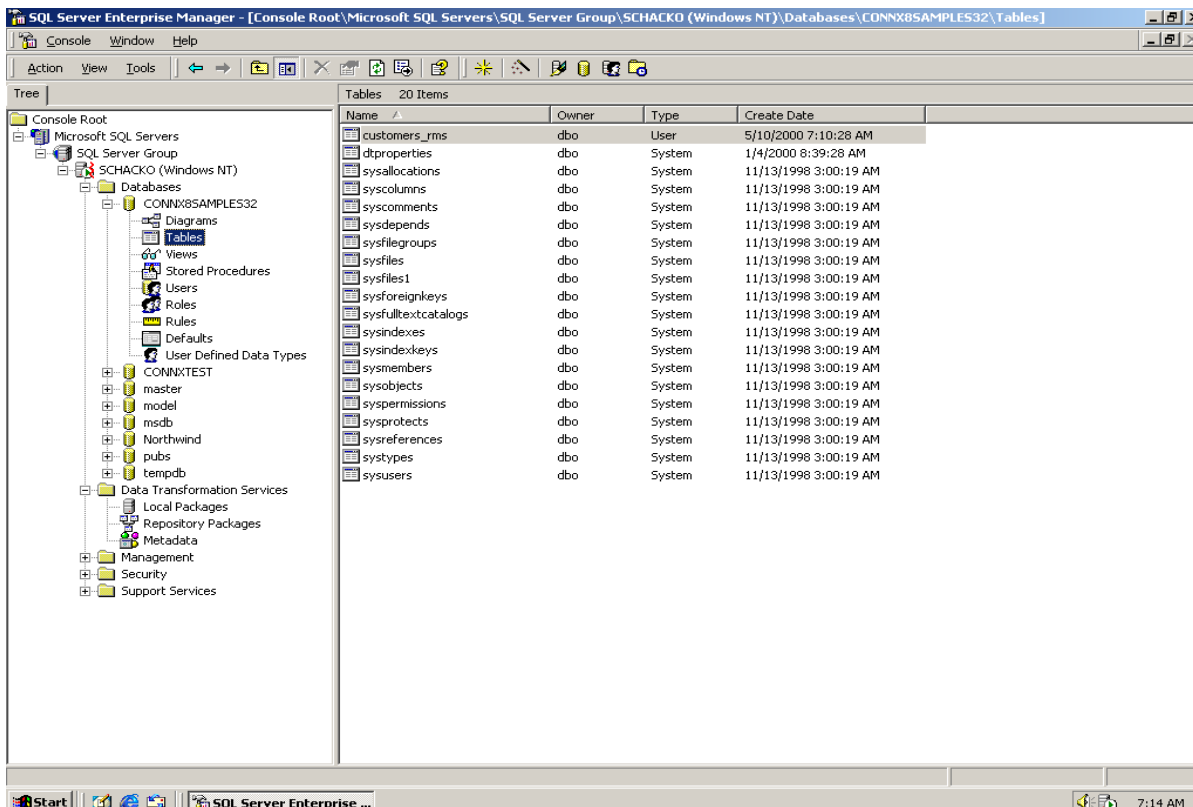 SQL Server Enterprise Manager - [Console Root\Microsoft SQL Servers\SQL Server Group\SCHACKO (Windows NT)\Databases\CONNX8SAMPLES32\Tables]
Console Window Help
Action View Tools
Tree
Console Root
Microsoft SQL Servers
SQL Server Group
SCHACKO (Windows NT)
Databases
CONNX8SAMPLES32
Diagrams
Tables
Views
Stored Procedures
Users
Roles
Rules
Defaults
User Defined Data Types
CONNXTEST
master
model
msdb
Northwind
pubs
tempdb
Data Transformation Services
Local Packages
Repository Packages
Metadata
Management
Security
Support Services
Tables 20 Items
Name Owner Type Create Date
customers_rms dbo User 5/10/2000 7:10:28 AM
dtproperties dbo System 1/4/2000 8:39:28 AM
sysallocations dbo System 11/13/1998 3:00:19 AM
syscolumns dbo System 11/13/1998 3:00:19 AM
syscomments dbo System 11/13/1998 3:00:19 AM
sysdepends dbo System 11/13/1998 3:00:19 AM
sysfilegroups dbo System 11/13/1998 3:00:19 AM
sysfiles dbo System 11/13/1998 3:00:19 AM
sysfiles1 dbo System 11/13/1998 3:00:19 AM
sysforeignkeys dbo System 11/13/1998 3:00:19 AM
sysfulltextcatalogs dbo System 11/13/1998 3:00:19 AM
sysindexes dbo System 11/13/1998 3:00:19 AM
sysindexkeys dbo System 11/13/1998 3:00:19 AM
sysmembers dbo System 11/13/1998 3:00:19 AM
sysobjects dbo System 11/13/1998 3:00:19 AM
syspermissions dbo System 11/13/1998 3:00:19 AM
sysprotects dbo System 11/13/1998 3:00:19 AM
sysreferences dbo System 11/13/1998 3:00:19 AM
systypes dbo System 11/13/1998 3:00:19 AM
sysusers dbo System 11/13/1998 3:00:19 AM
Start SQL Server Enterprise ... 7:14 AM